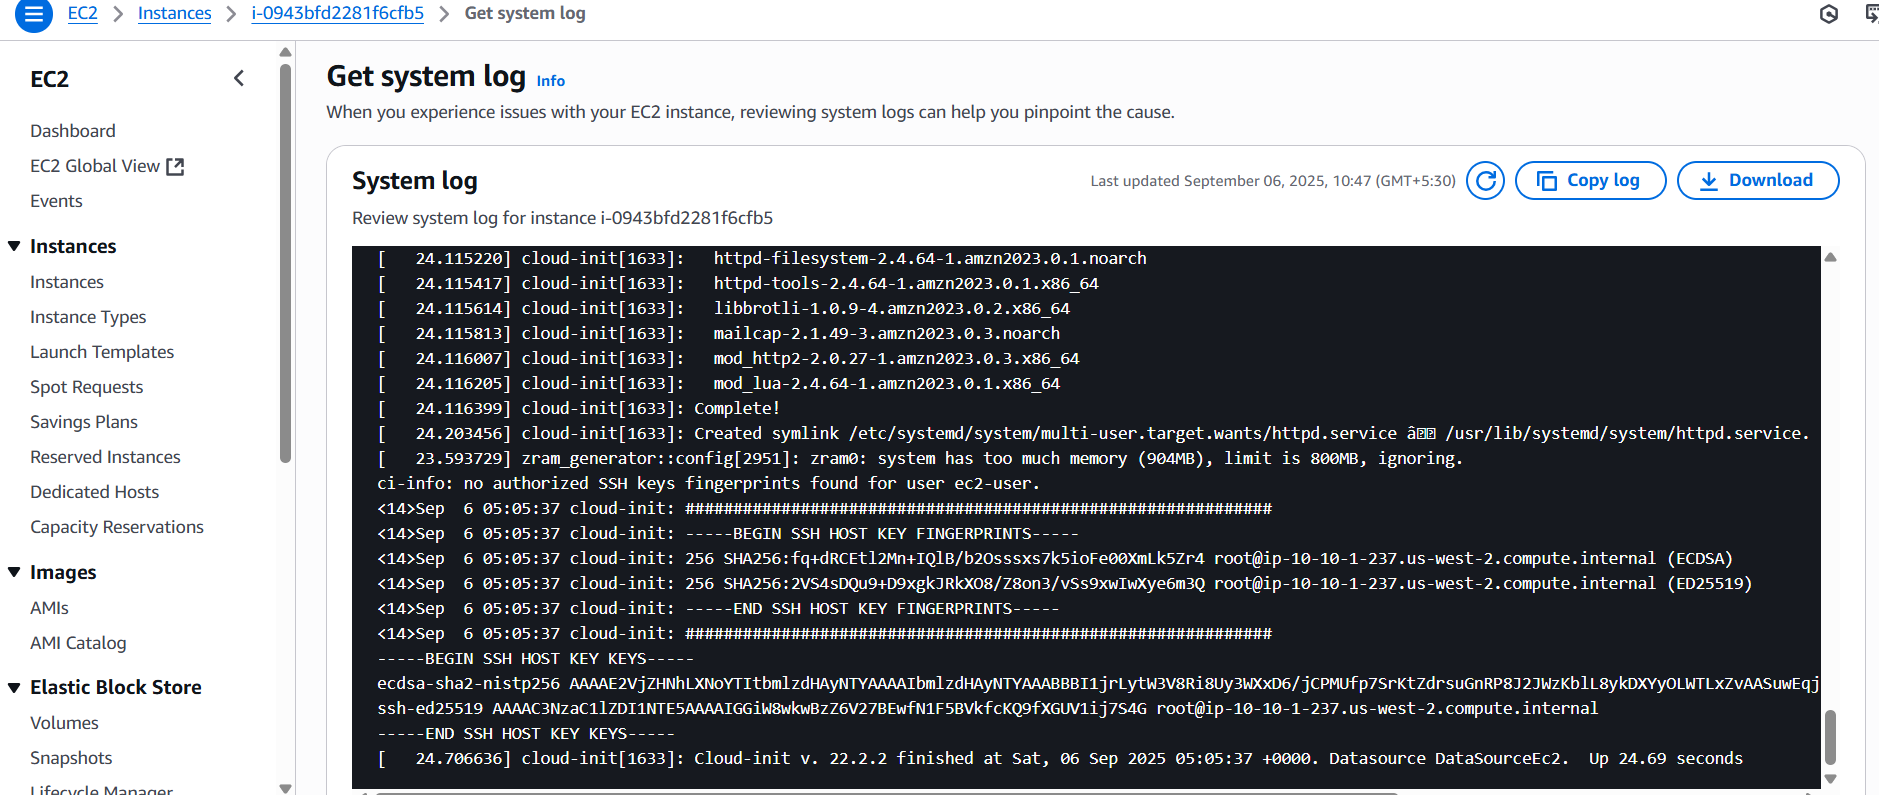 EC2 > Instances > i-0943bfd2281f6cfb5 > Get system log
EC2
Dashboard
EC2 Global View
Events
Instances
Instances
Instance Types
Launch Templates
Spot Requests
Savings Plans
Reserved Instances
Dedicated Hosts
Capacity Reservations
Images
AMIs
AMI Catalog
Elastic Block Store
Volumes
Snapshots
Lifecycle Manager
Get system log Info
When you experience issues with your EC2 instance, reviewing system logs can help you pinpoint the cause.
System log
Last updated September 06, 2025, 10:47 (GMT+5:30)
Copy log
Download
Review system log for instance i-0943bfd2281f6cfb5
[   24.115220] cloud-init[1633]:   httpd-filesystem-2.4.64-1.amzn2023.0.1.noarch
[   24.115417] cloud-init[1633]:   httpd-tools-2.4.64-1.amzn2023.0.1.x86_64
[   24.115614] cloud-init[1633]:   libbrotli-1.0.9-4.amzn2023.0.2.x86_64
[   24.115813] cloud-init[1633]:   mailcap-2.1.49-3.amzn2023.0.3.noarch
[   24.116007] cloud-init[1633]:   mod_http2-2.0.27-1.amzn2023.0.3.x86_64
[   24.116205] cloud-init[1633]:   mod_lua-2.4.64-1.amzn2023.0.1.x86_64
[   24.116399] cloud-init[1633]: Complete!
[   24.203456] cloud-init[1633]: Created symlink /etc/systemd/system/multi-user.target.wants/httpd.service â /usr/lib/systemd/system/httpd.service.
[   23.593729] zram_generator::config[2951]: zram0: system has too much memory (904MB), limit is 800MB, ignoring.
ci-info: no authorized SSH keys fingerprints found for user ec2-user.
<14>Sep  6 05:05:37 cloud-init: #############################################################
<14>Sep  6 05:05:37 cloud-init: -----BEGIN SSH HOST KEY FINGERPRINTS-----
<14>Sep  6 05:05:37 cloud-init: 256 SHA256:fq+dRCEtl2Mn+IQlB/b2Osssxs7k5ioFe00XmLk5Zr4 root@ip-10-10-1-237.us-west-2.compute.internal (ECDSA)
<14>Sep  6 05:05:37 cloud-init: 256 SHA256:2VS4sDQu9+D9xgkJRkXO8/Z8on3/vSs9xwIwXye6m3Q root@ip-10-10-1-237.us-west-2.compute.internal (ED25519)
<14>Sep  6 05:05:37 cloud-init: -----END SSH HOST KEY FINGERPRINTS-----
<14>Sep  6 05:05:37 cloud-init: #############################################################
-----BEGIN SSH HOST KEY KEYS-----
ecdsa-sha2-nistp256 AAAAE2VjZHNhLXNoYTItbmlzdHAyNTYAAAAIbmlzdHAyNTYAAABBBI1jrLytW3V8Ri8Uy3WXxD6/jCPMUfp7SrKtZdrsuGnRP8J2JWzKblL8ykDXYyOLWTLxZvAASuwEqj
ssh-ed25519 AAAAC3NzaC1lZDI1NTE5AAAAIGGiW8wkwBzZ6V27BEwfN1F5BVkfcKQ9fXGUV1ij7S4G root@ip-10-10-1-237.us-west-2.compute.internal
-----END SSH HOST KEY KEYS-----
[   24.706636] cloud-init[1633]: Cloud-init v. 22.2.2 finished at Sat, 06 Sep 2025 05:05:37 +0000. Datasource DataSourceEc2.  Up 24.69 seconds